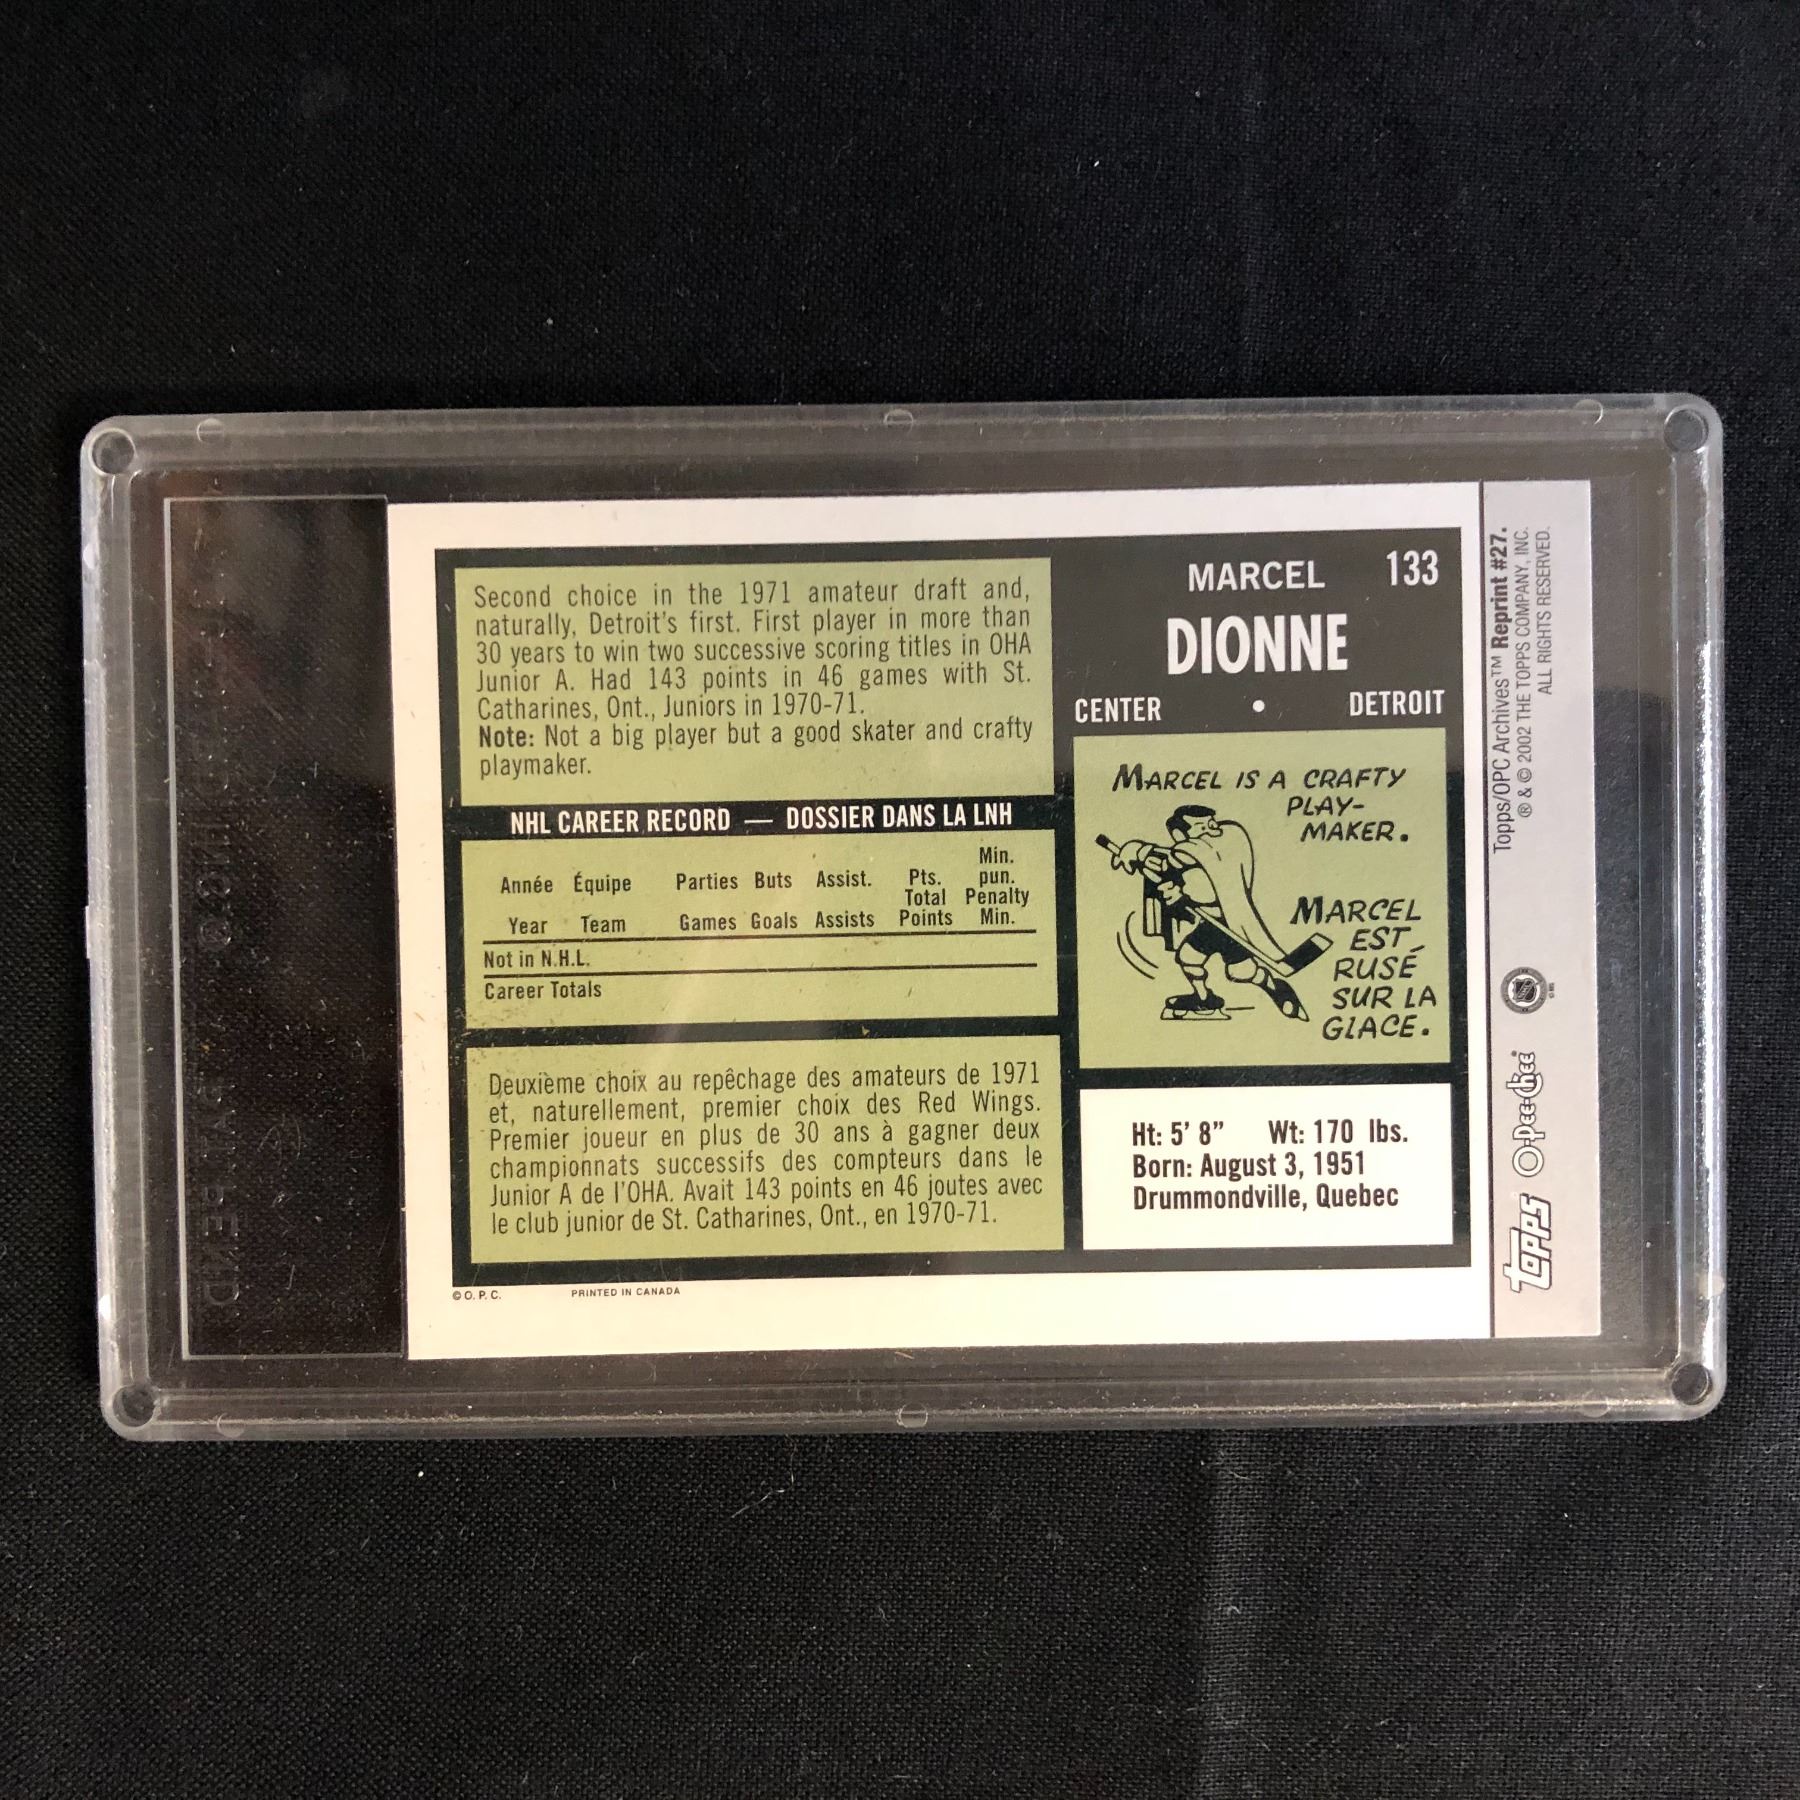 Second choice in the 1971 amateur draft and,
naturally, Detroit's first. First player in more than
30 years to win two successive scoring titles in OHA
Junior A. Had 143 points in 46 games with St.
Catharines, Ont., Juniors in 1970-71.
Note: Not a big player but a good skater and crafty
playmaker.
NHL CAREER RECORD — DOSSIER DANS LA LNH
Année Équipe Parties Buts Assist. Pts. Min. pun.
Year Team Games Goals Assists Total Points Penalty Min.
Not in N.H.L.
Career Totals
Deuxième choix au repêchage des amateurs de 1971
et, naturellement, premier choix des Red Wings.
Premier joueur en plus de 30 ans à gagner deux
championnats successifs des compteurs dans le
Junior A de l'OHA. Avait 143 points en 46 joutes avec
le club junior de St. Catharines, Ont., en 1970-71.
© O. P. C. PRINTED IN CANADA
MARCEL 133
DIONNE
CENTER • DETROIT
MARCEL IS A CRAFTY
PLAY-
MAKER.
MARCEL
EST
RUSÉ
SUR LA
GLACE.
Ht: 5' 8" Wt: 170 lbs.
Born: August 3, 1951
Drummondville, Quebec
Topps/OPC Archives™ Reprint #27.
® & © 2002 THE TOPPS COMPANY, INC.
ALL RIGHTS RESERVED.
NHL
O-Pee-Chee®
TOPPS